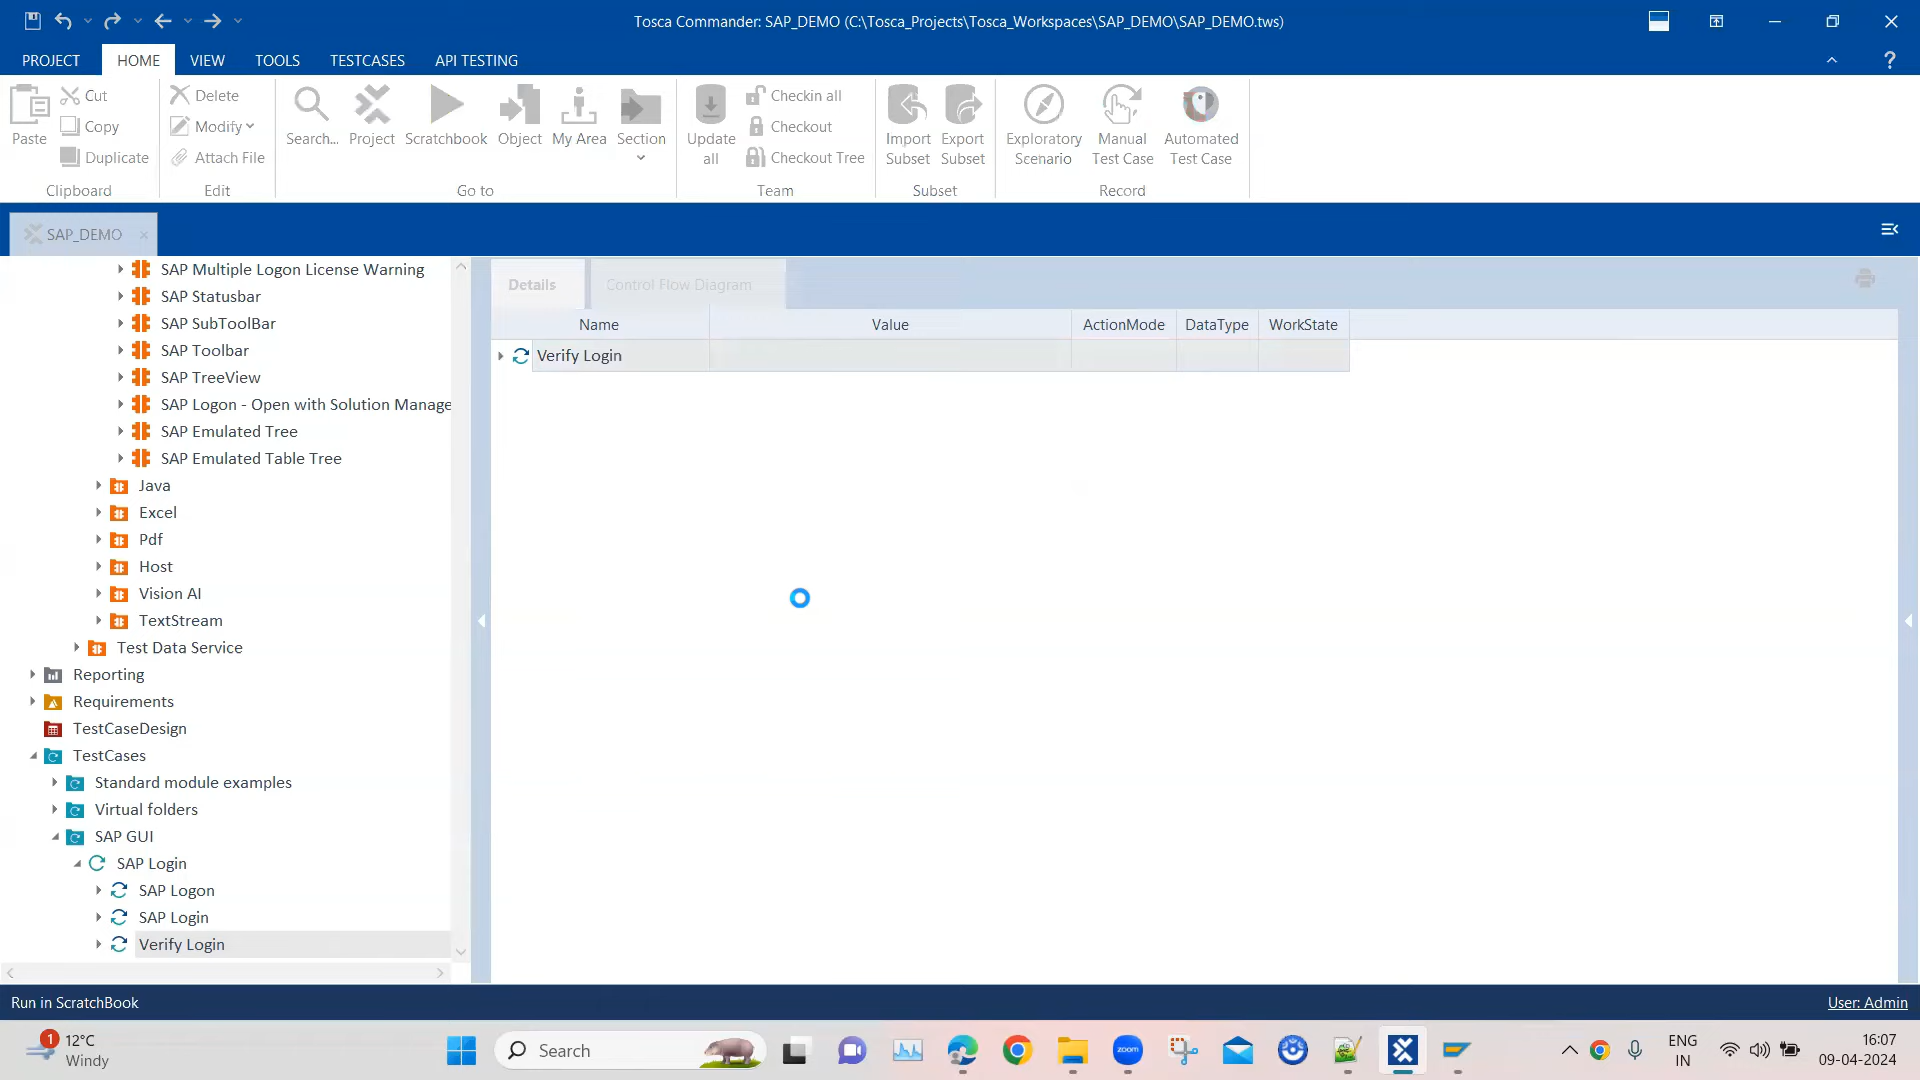 Tosca Commander: SAP_DEMO (C:\Tosca_Projects\Tosca_Workspaces\SAP_DEMO\SAP_DEMO.tws)
PROJECT HOME VIEW TOOLS TESTCASES API TESTING ?
Paste
Cut
Copy
Duplicate
Clipboard
Delete
Modify
Attach File
Edit
Search...
Project
Scratchbook
Object
My Area
Section
Go to
Update all
Checkin all
Checkout
Checkout Tree
Team
Import Subset
Export Subset
Subset
Exploratory Scenario
Manual Test Case
Automated Test Case
Record
SAP_DEMO
SAP Multiple Logon License Warning
SAP Statusbar
SAP SubToolBar
SAP Toolbar
SAP TreeView
SAP Logon - Open with Solution Manage
SAP Emulated Tree
SAP Emulated Table Tree
Java
Excel
Pdf
Host
Vision AI
TextStream
Test Data Service
Reporting
Requirements
TestCaseDesign
TestCases
Standard module examples
Virtual folders
SAP GUI
SAP Login
SAP Logon
SAP Login
Verify Login
Details Control Flow Diagram
Name Value ActionMode DataType WorkState
Verify Login
Run in ScratchBook
User: Admin
1
12°C
Windy
Search
zoom
ENG
IN
16:07
09-04-2024